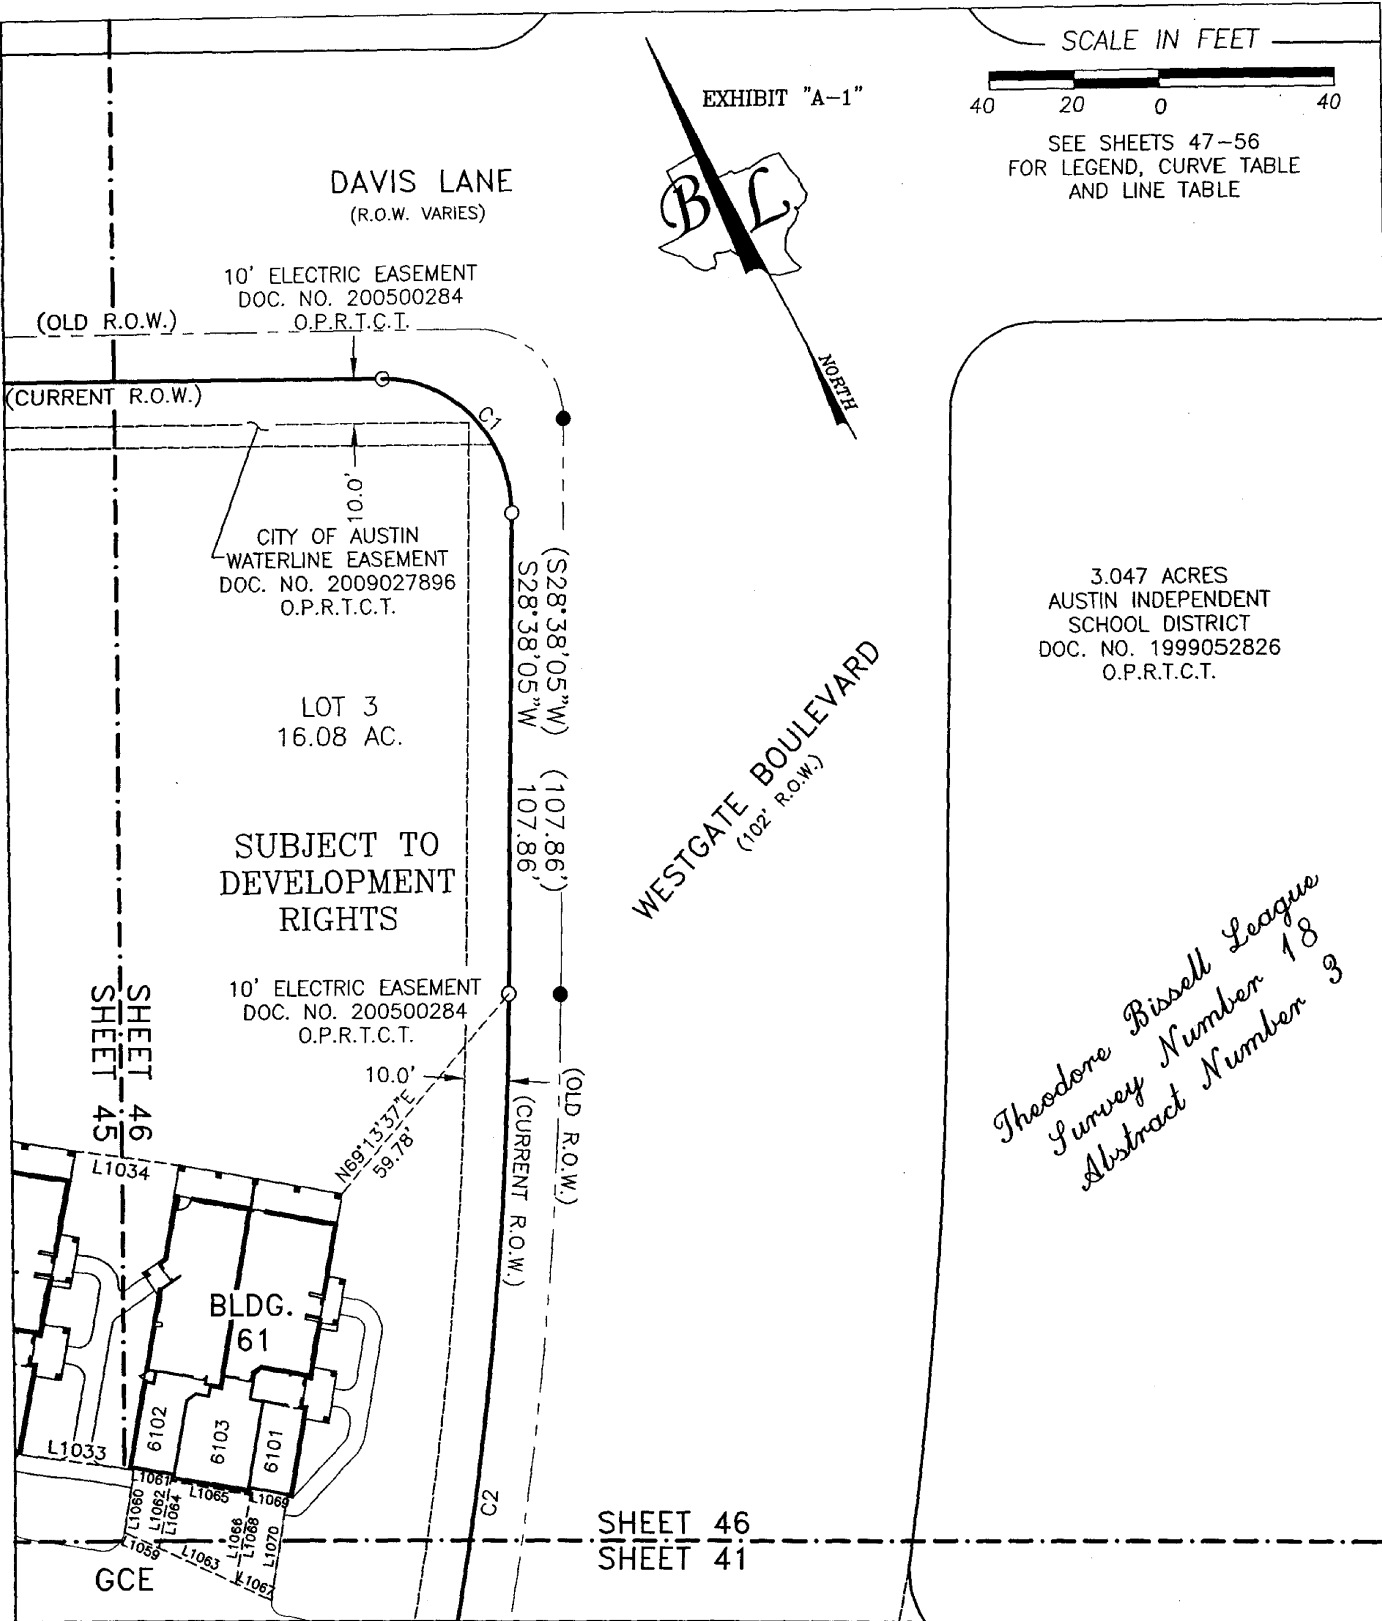 SCALE IN FEET
40 20 0 40
EXHIBIT "A-1"
SEE SHEETS 47-56
FOR LEGEND, CURVE TABLE
AND LINE TABLE
DAVIS LANE
(R.O.W. VARIES)
B L
NORTH
10' ELECTRIC EASEMENT
DOC. NO. 200500284
O.P.R.T.C.T.
(OLD R.O.W.)
(CURRENT R.O.W.)
C1
10.0'
CITY OF AUSTIN
WATERLINE EASEMENT
DOC. NO. 2009027896
O.P.R.T.C.T.
(S28°38'05"W) (107.86')
S28°38'05"W 107.86'
3.047 ACRES
AUSTIN INDEPENDENT
SCHOOL DISTRICT
DOC. NO. 1999052826
O.P.R.T.C.T.
LOT 3
16.08 AC.
WESTGATE BOULEVARD
(102' R.O.W.)
SUBJECT TO
DEVELOPMENT
RIGHTS
Theodore Bissell League
Survey Number 18
Abstract Number 3
10' ELECTRIC EASEMENT
DOC. NO. 200500284
O.P.R.T.C.T.
SHEET 46
SHEET 45
10.0'
(OLD R.O.W.)
(CURRENT R.O.W.)
N69°13'37"E
59.78'
L1034
BLDG.
61
6102
6103
6101
L1033
L1061
L1065
L1069
L1060
L1062
L1064
L1066
L1068
L1070
L1059
L1063
L1067
C2
GCE
SHEET 46
SHEET 41